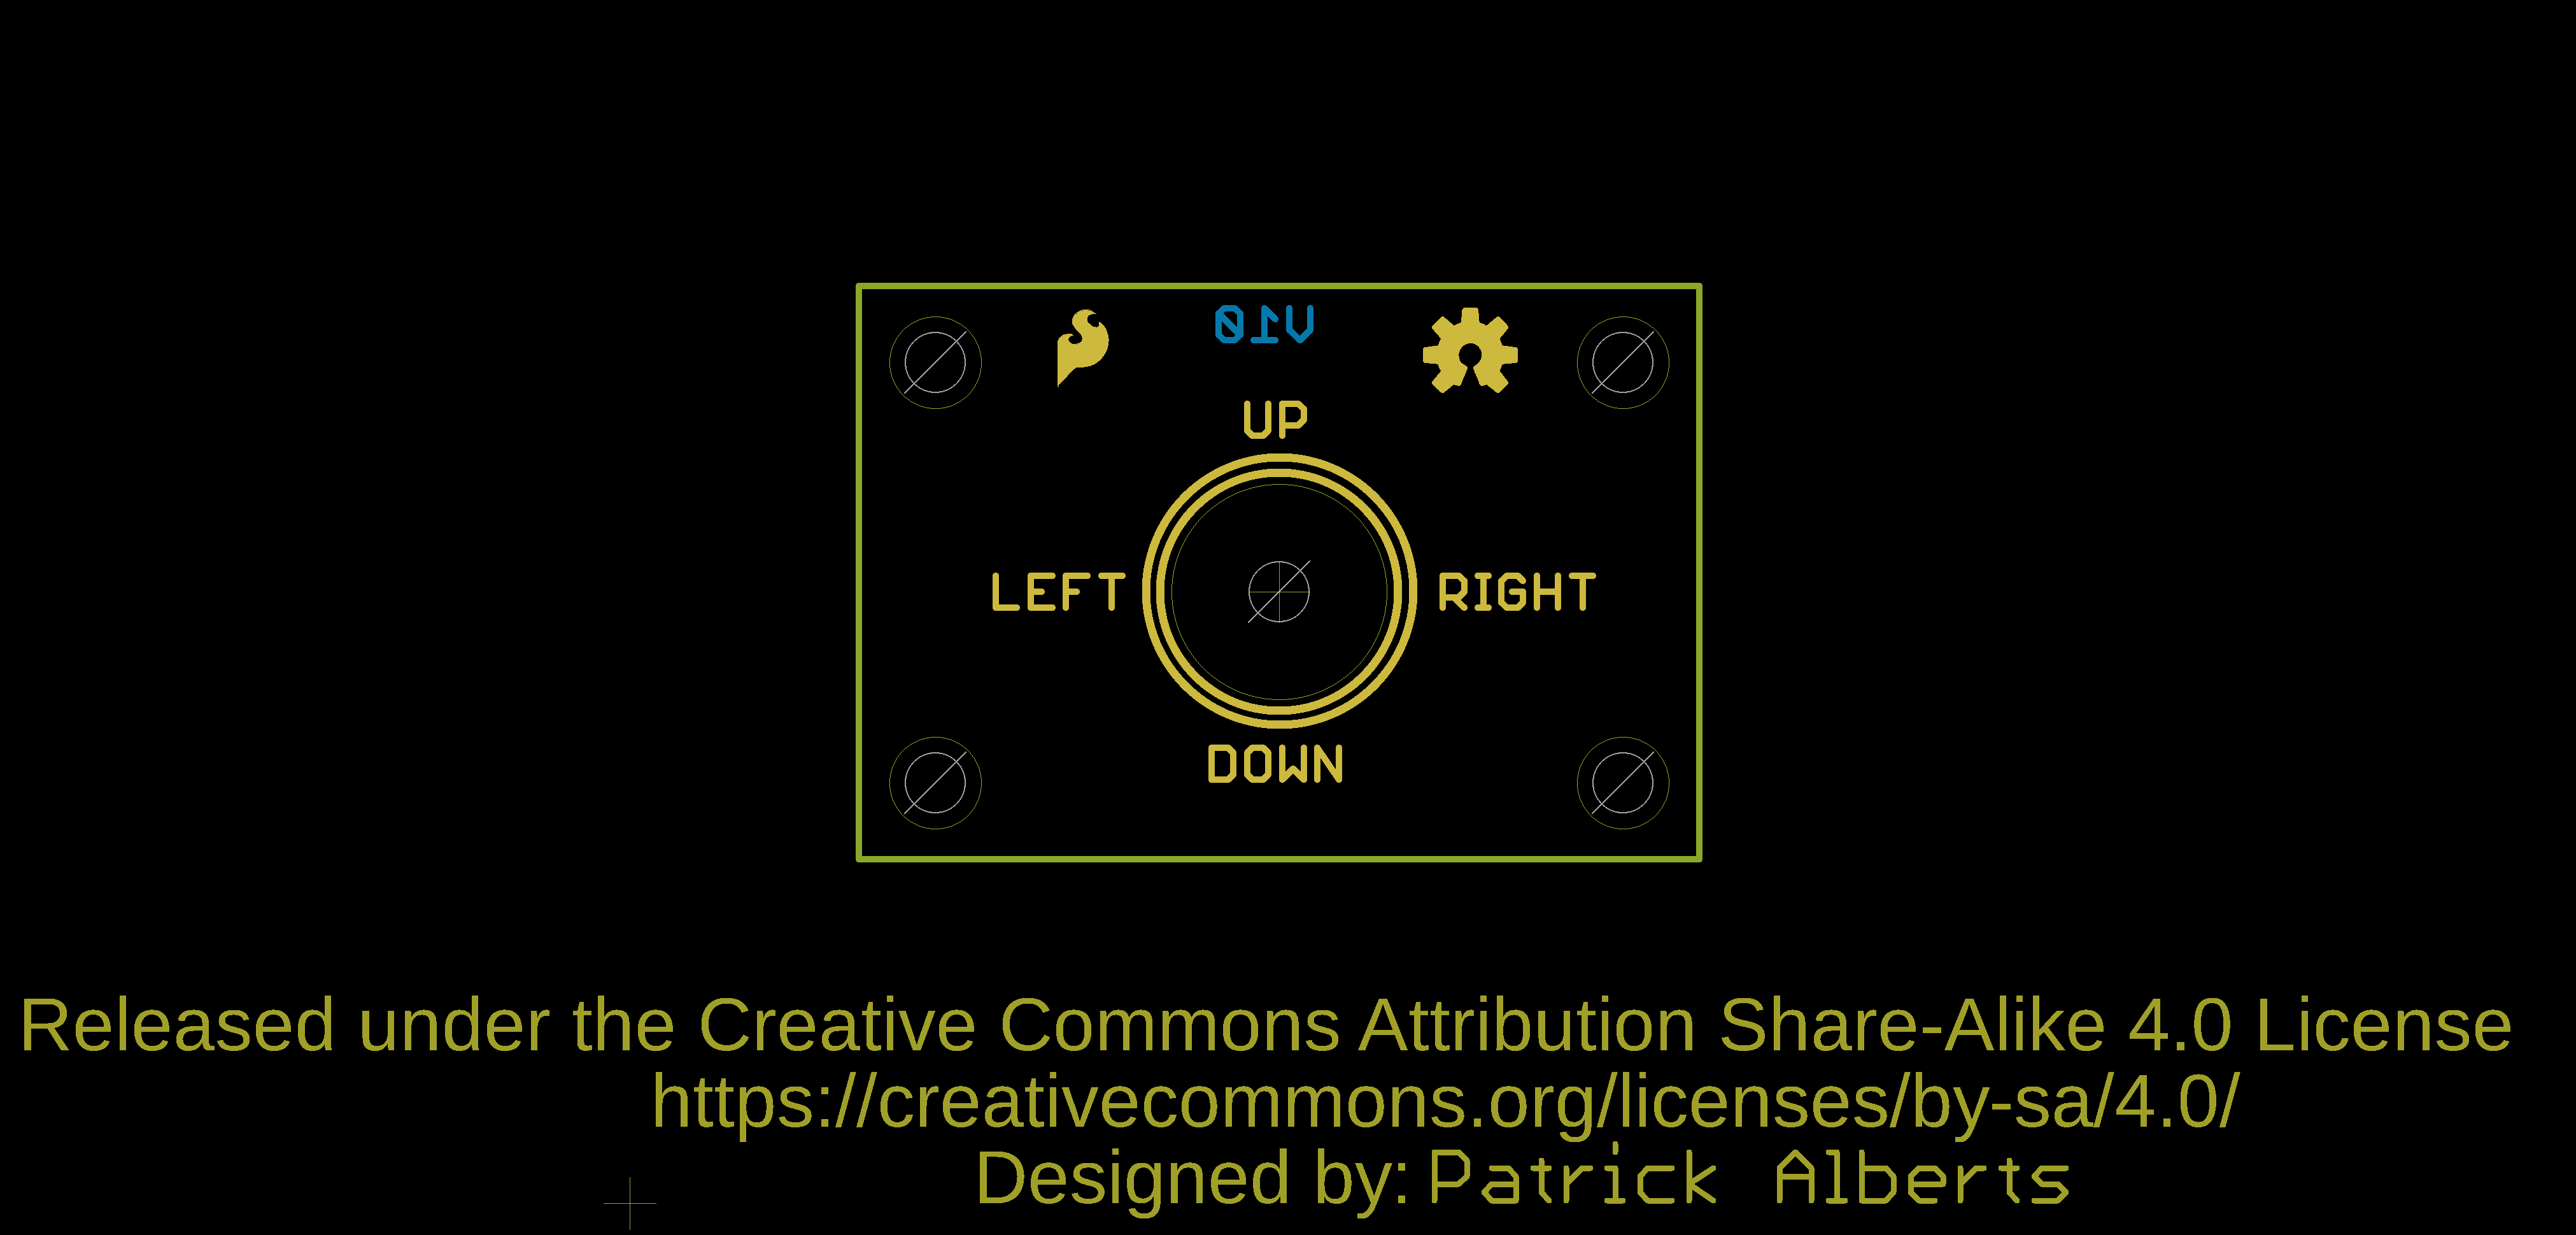 V10
UP
LEFT RIGHT
DOWN
Released under the Creative Commons Attribution Share-Alike 4.0 License
https://creativecommons.org/licenses/by-sa/4.0/
Designed by: Patrick Alberts